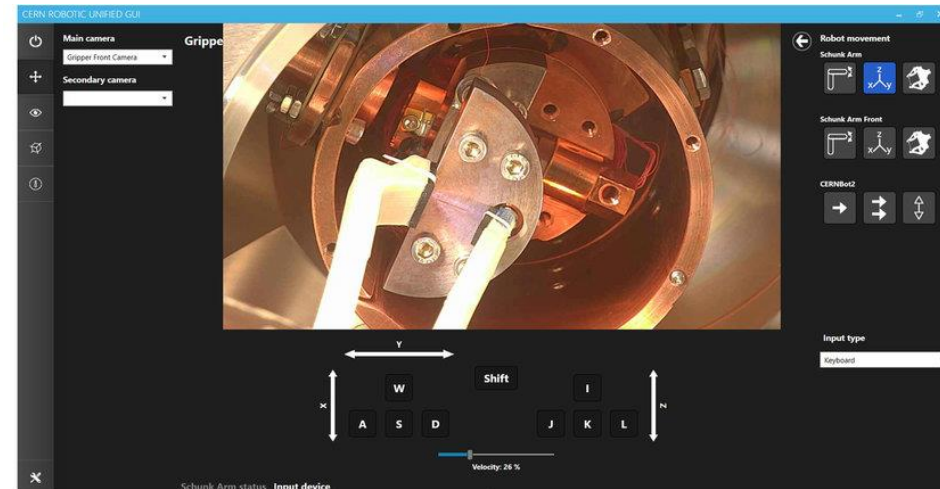 CERN ROBOTIC UNIFIED GUI
Main camera
Gripper Front Camera
Secondary camera
Grippe
Robot movement
Schunk Arm
z
x y
Schunk Arm Front
z
x y
CERNBot2
Input type
Keyboard
Y
X
W
A S D
Shift
I
J K L
Z
Velocity: 26 %
Schunk Arm status Input device